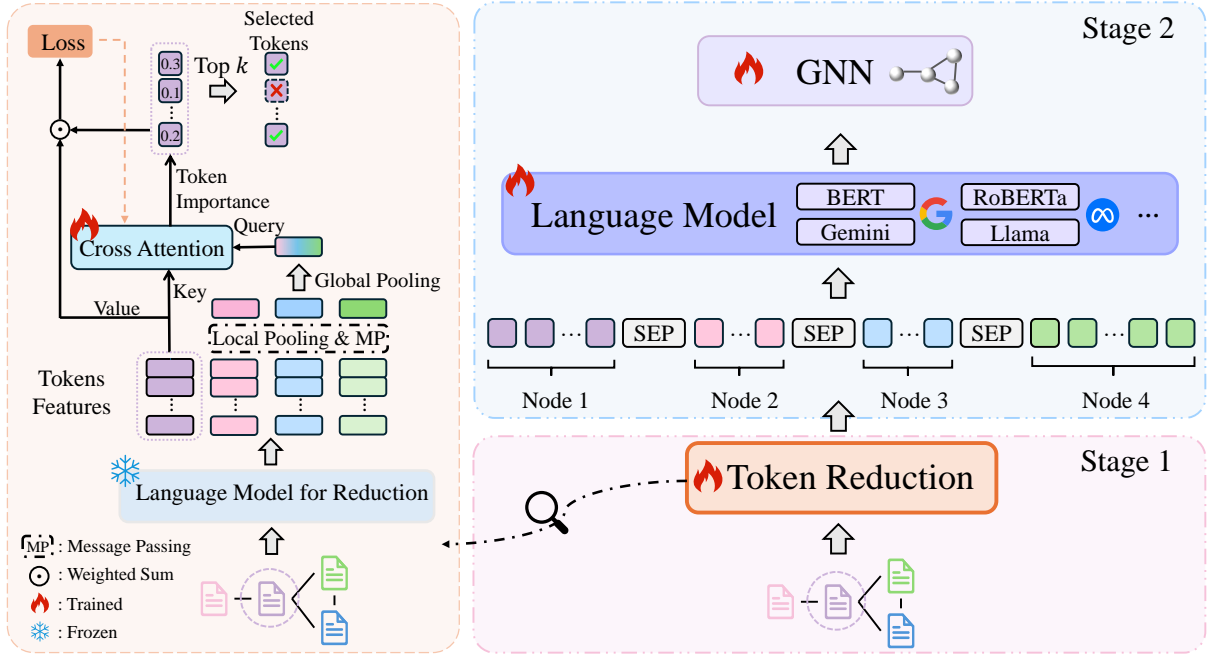 Loss
Selected
Tokens
0.3
0.1
0.2
Top k
Token
Importance
Query
Cross Attention
Global Pooling
Key
Value
Local Pooling & MP
Tokens
Features
Language Model for Reduction
MP : Message Passing
: Weighted Sum
: Trained
: Frozen
Stage 2
GNN
Language Model
BERT
RoBERTa
Gemini
Llama
...
SEP
SEP
SEP
Node 1
Node 2
Node 3
Node 4
Stage 1
Token Reduction